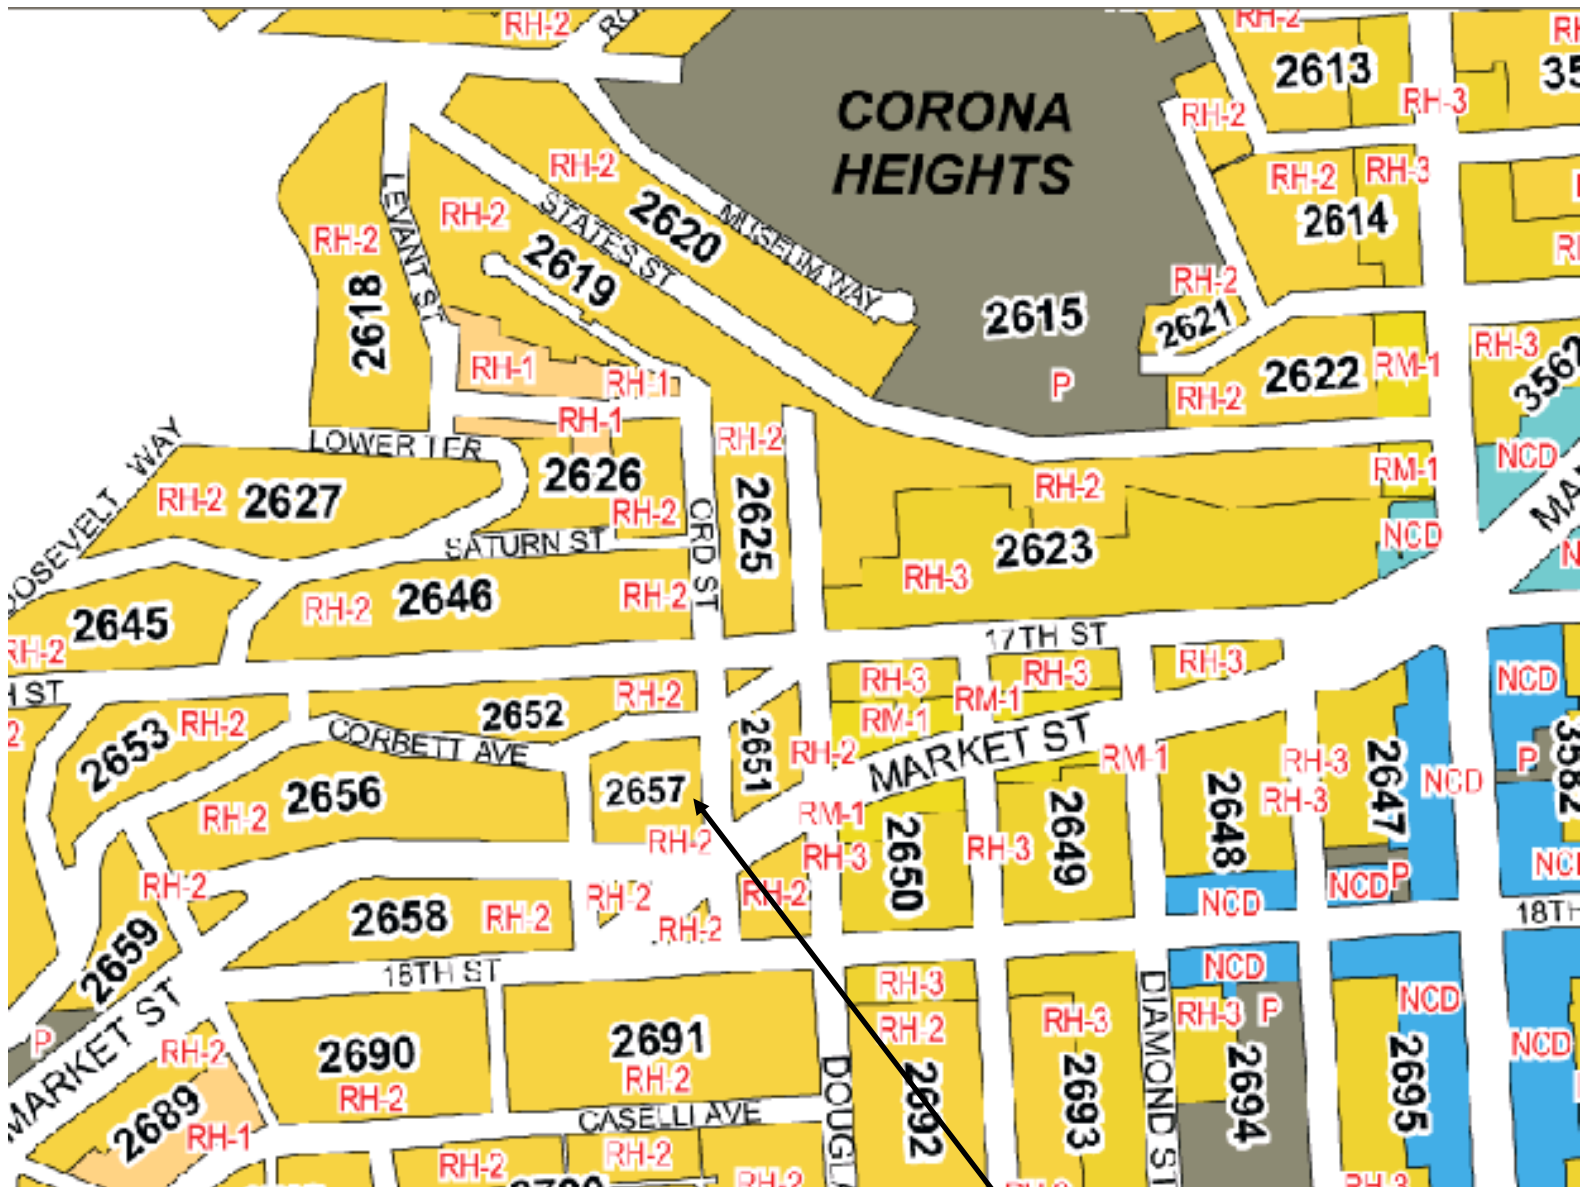 RH-2
RH-2
2613
RH-3
CORONA
HEIGHTS
RH-2
RH-2
RH-2
RH-3
2614
LEVANT ST
RH-2
STATES ST
2620
MUSEUM WAY
RH-2
2619
2618
RH-2
2621
2615
P
RH-1
RH-1
RH-1
2622
RH-2
RM-1
RH-3
3562
NCD
LOWER TER
2626
RH-2
RH-2
2625
RH-2
RM-1
NCD
2627
RH-2
SATURN ST
ORD ST
2623
RH-3
2646
RH-2
RH-2
2645
RH-2
17TH ST
RH-3
RH-3
RH-3
RM-1
RM-1
NCD
RH-2
2652
2653
RH-2
CORBETT AVE
2651
RH-2
MARKET ST
RM-1
RH-3
2647
NCD
P
3582
2656
RH-2
2657
RH-2
RM-1
RH-3
2650
RH-3
2649
2648
RH-3
NCD
NCD
P
RH-2
2658
RH-2
RH-2
RH-2
RH-2
18TH
2659
18TH ST
MARKET ST
P
RH-3
RH-2
2692
RH-3
2693
DIAMOND ST
NCD
RH-3
P
2694
NCD
2695
NCD
2690
RH-2
2691
RH-2
RH-2
2689
RH-1
CASELLI AVE
RH-2
RH-2
RH-2
RH-3